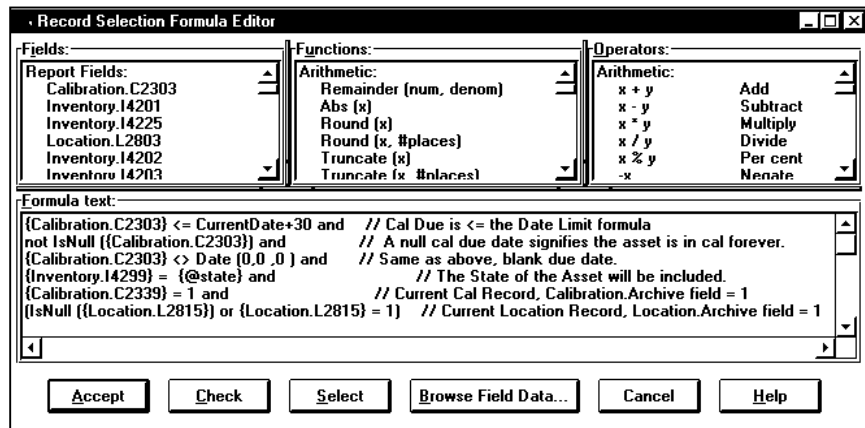 Record Selection Formula Editor
Fields:
Report Fields:
Calibration.C2303
Inventory.I4201
Inventory.I4225
Location.L2803
Inventory.I4202
Inventory.I4203
Functions:
Arithmetic:
Remainder (num, denom)
Abs (x)
Round (x)
Round (x, #places)
Truncate (x)
Truncate (x, #places)
Operators:
Arithmetic:
x + y Add
x - y Subtract
x * y Multiply
x / y Divide
x % y Per cent
-x Negate
Formula text:
{Calibration.C2303} <= CurrentDate+30 and // Cal Due is <= the Date Limit formula
not IsNull ({Calibration.C2303}) and // A null cal due date signifies the asset is in cal forever.
{Calibration.C2303} <> Date (0,0 ,0 ) and // Same as above, blank due date.
{Inventory.I4299} = {@state} and // The State of the Asset will be included.
{Calibration.C2339} = 1 and // Current Cal Record, Calibration.Archive field = 1
(IsNull ({Location.L2815}) or {Location.L2815} = 1) // Current Location Record, Location.Archive field = 1
Accept Check Select Browse Field Data... Cancel Help